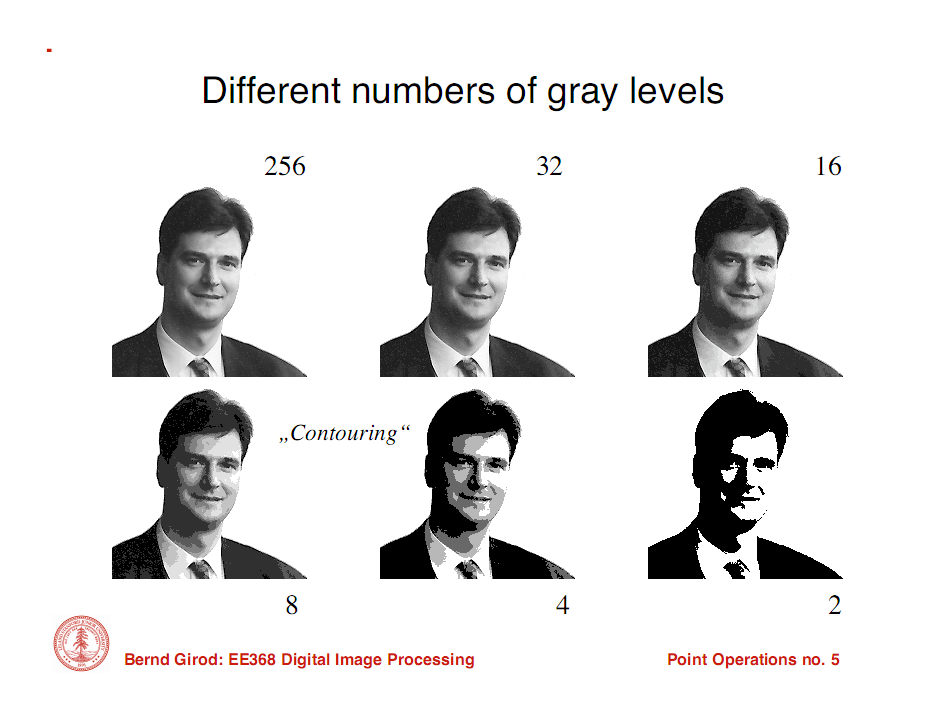 Different numbers of gray levels
256
32
16
„Contouring“
8
4
2
Bernd Girod: EE368 Digital Image Processing
Point Operations no. 5